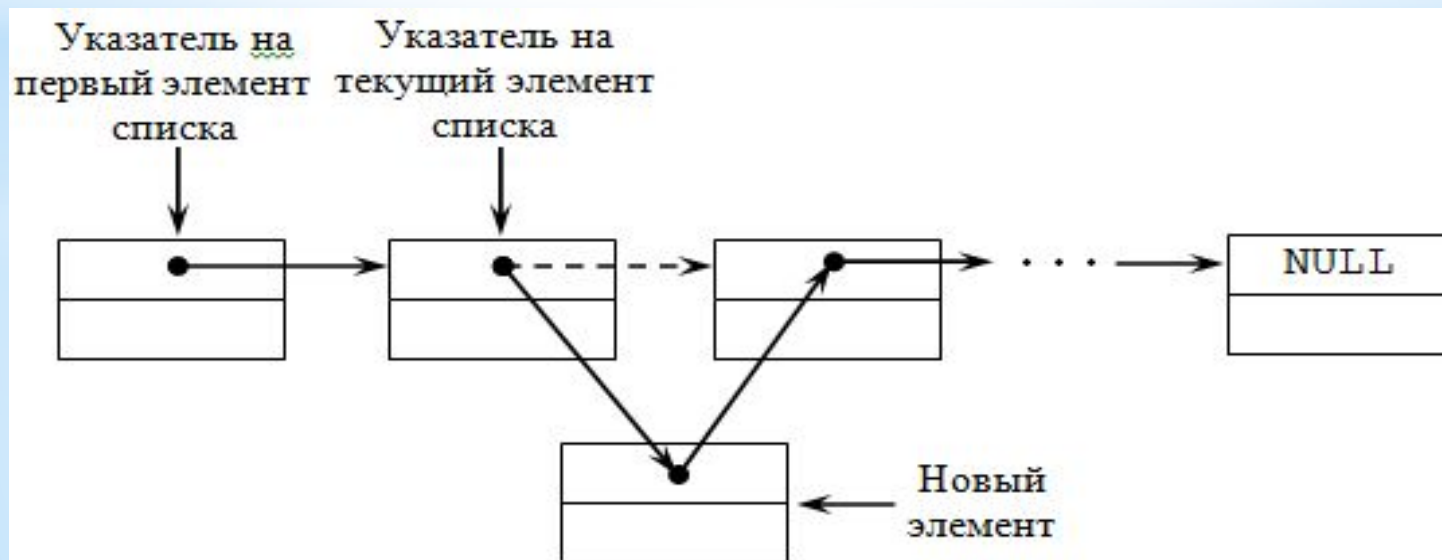 Указатель на
первый элемент
списка
Указатель на
текущий элемент
списка
NULL
Новый
элемент